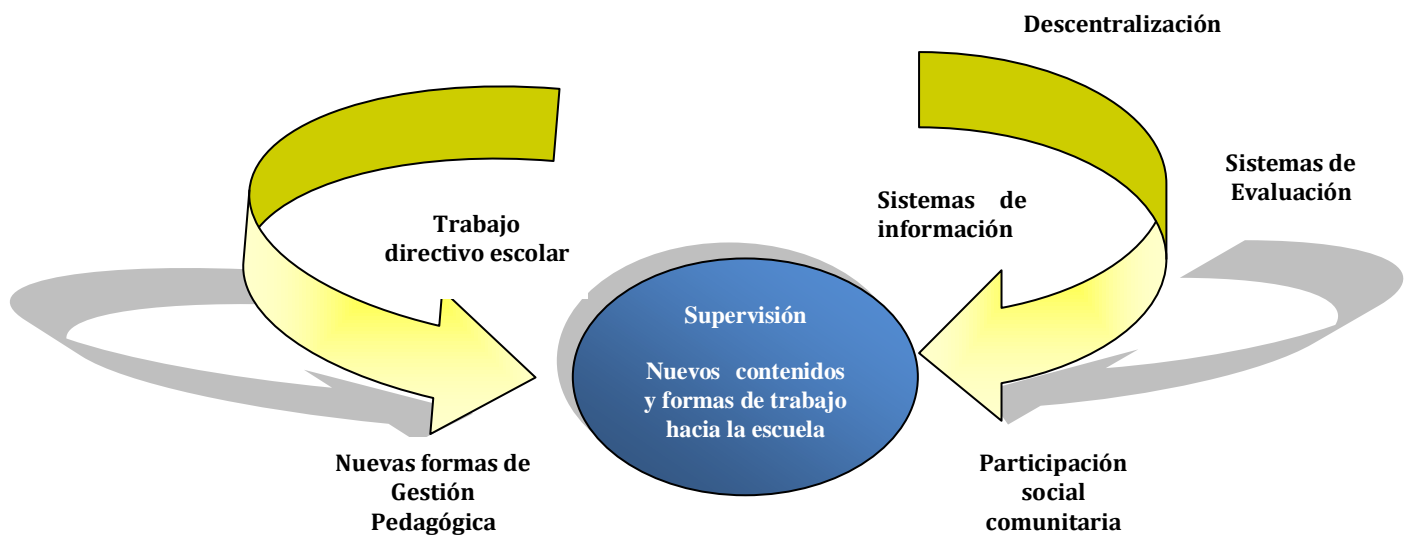 Descentralización
Sistemas de
Evaluación
Sistemas de
información
Trabajo
directivo escolar
Supervisión
Nuevos contenidos
y formas de trabajo
hacia la escuela
Nuevas formas de
Gestión
Pedagógica
Participación
social
comunitaria